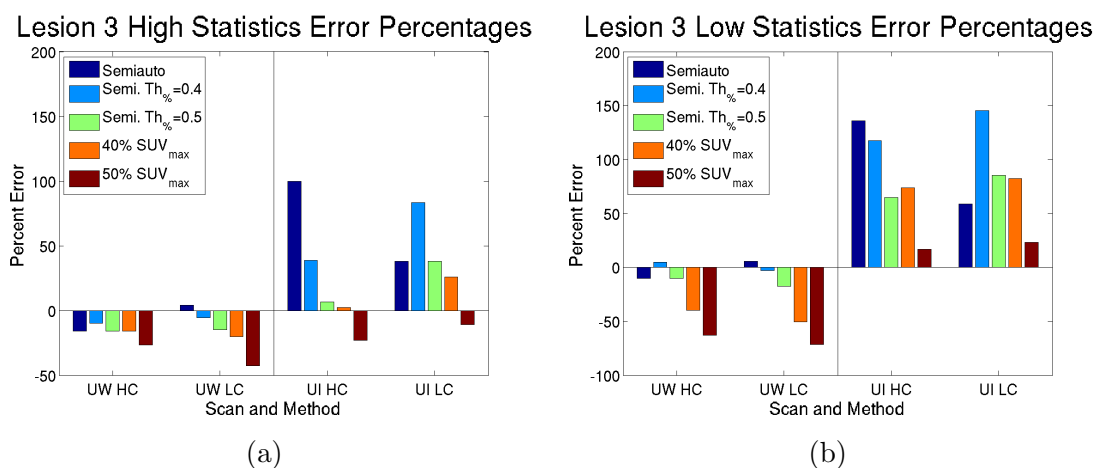 Lesion 3 High Statistics Error Percentages
200
150
100
50
0
-50
Percent Error
Semiauto
Semi. Th%=0.4
Semi. Th%=0.5
40% SUVmax
50% SUVmax
UW HC UW LC UI HC UI LC
Scan and Method
(a)
Lesion 3 Low Statistics Error Percentages
200
150
100
50
0
-50
-100
Percent Error
Semiauto
Semi. Th%=0.4
Semi. Th%=0.5
40% SUVmax
50% SUVmax
UW HC UW LC UI HC UI LC
Scan and Method
(b)